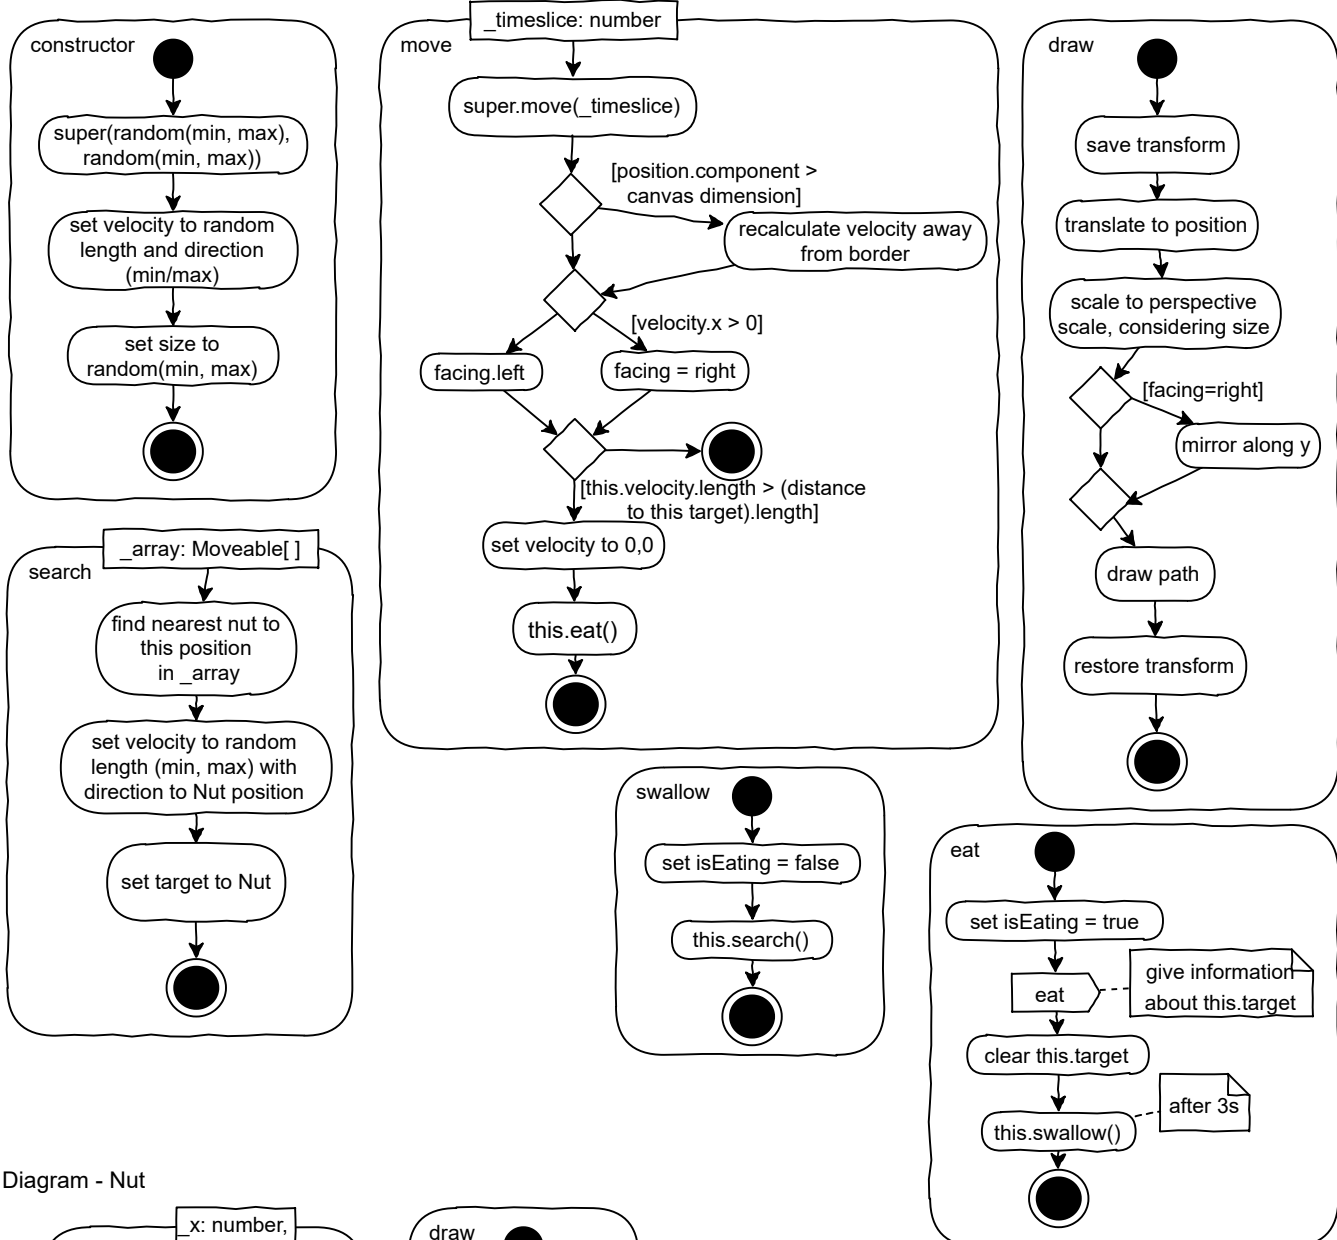 constructor
super(random(min, max),
random(min, max))
set velocity to random
length and direction
(min/max)
set size to
random(min, max)
_timeslice: number
move
super.move(_timeslice)
[position.component >
canvas dimension]
recalculate velocity away
from border
[velocity.x > 0]
facing.left
facing = right
[this.velocity.length > (distance
to this target).length]
set velocity to 0,0
this.eat()
draw
save transform
translate to position
scale to perspective
scale, considering size
[facing=right]
mirror along y
draw path
restore transform
_array: Moveable[ ]
search
find nearest nut to
this position
in _array
set velocity to random
length (min, max) with
direction to Nut position
set target to Nut
swallow
set isEating = false
this.search()
eat
set isEating = true
eat
give information
about this.target
clear this.target
after 3s
this.swallow()
Diagram - Nut
_x: number,
draw